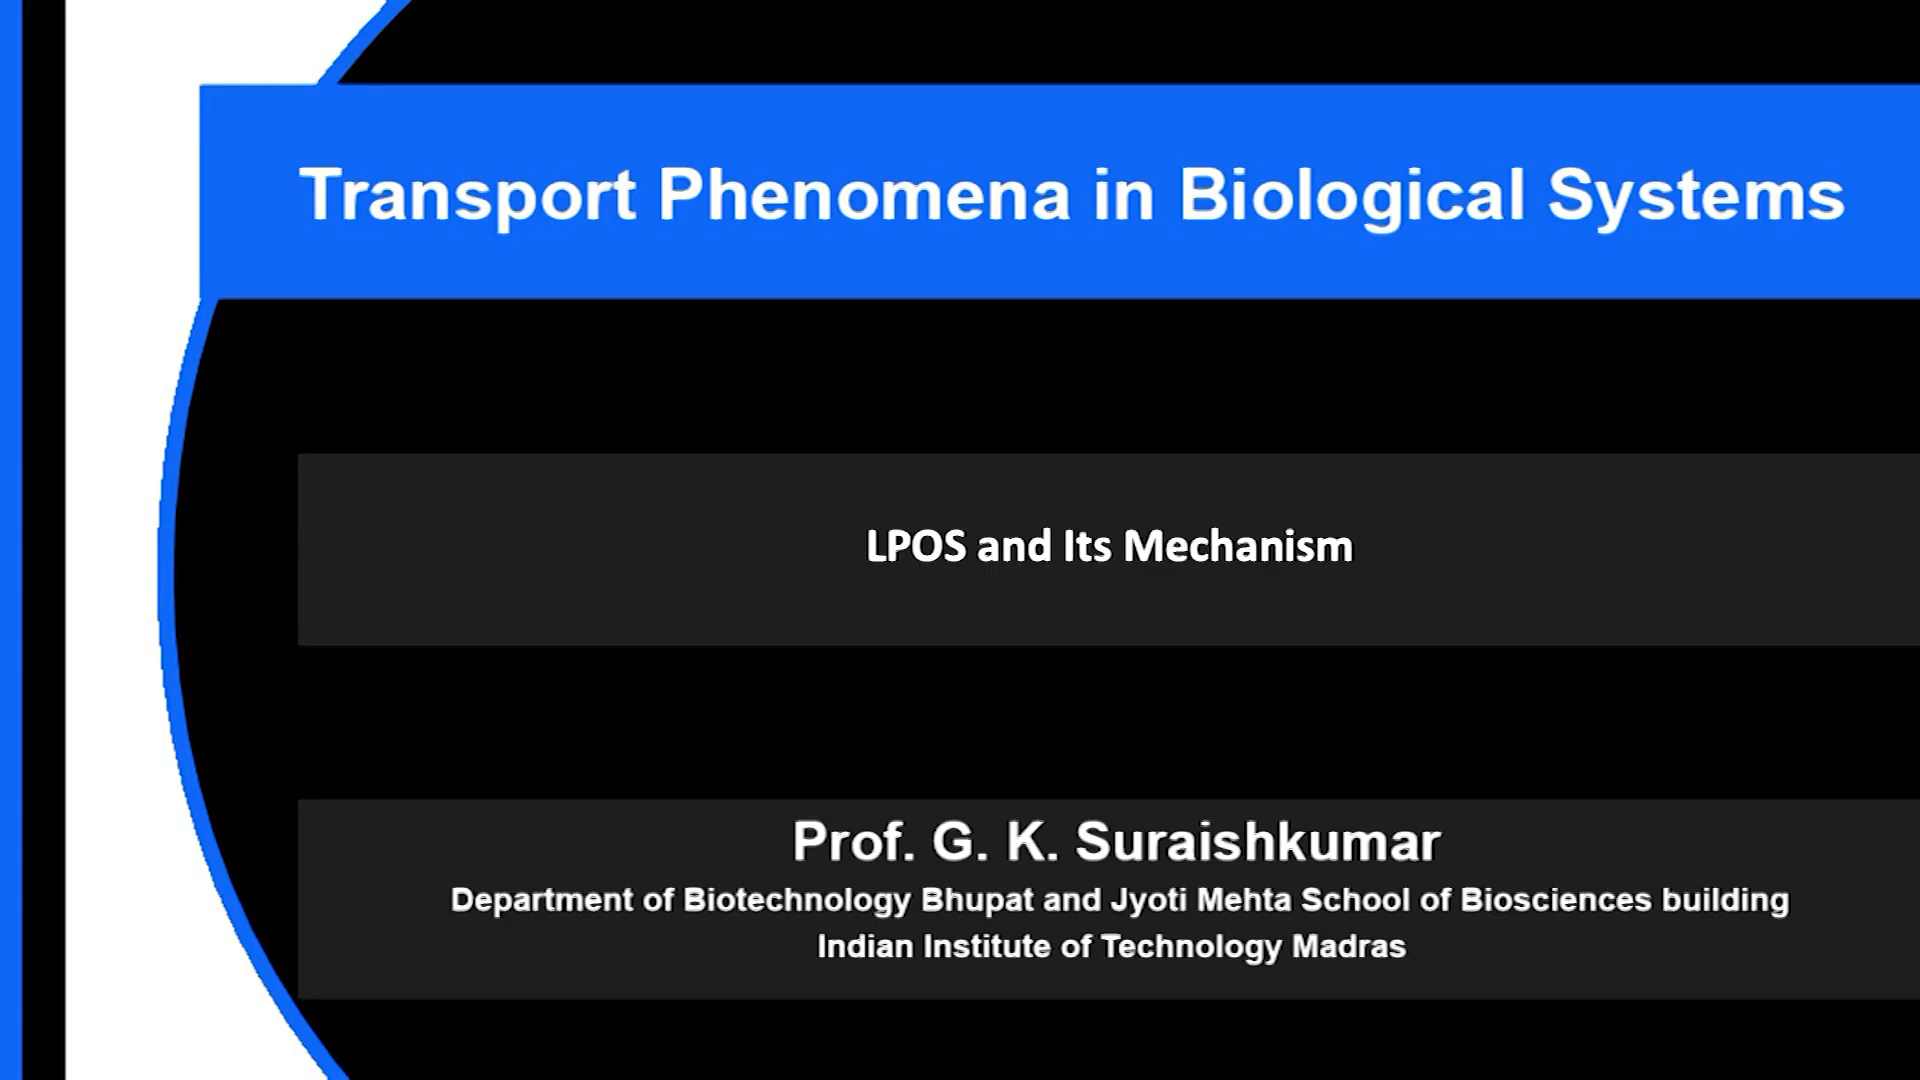 Transport Phenomena in Biological Systems
LPOS and Its Mechanism
Prof. G. K. Suraishkumar
Department of Biotechnology Bhupat and Jyoti Mehta School of Biosciences building
Indian Institute of Technology Madras